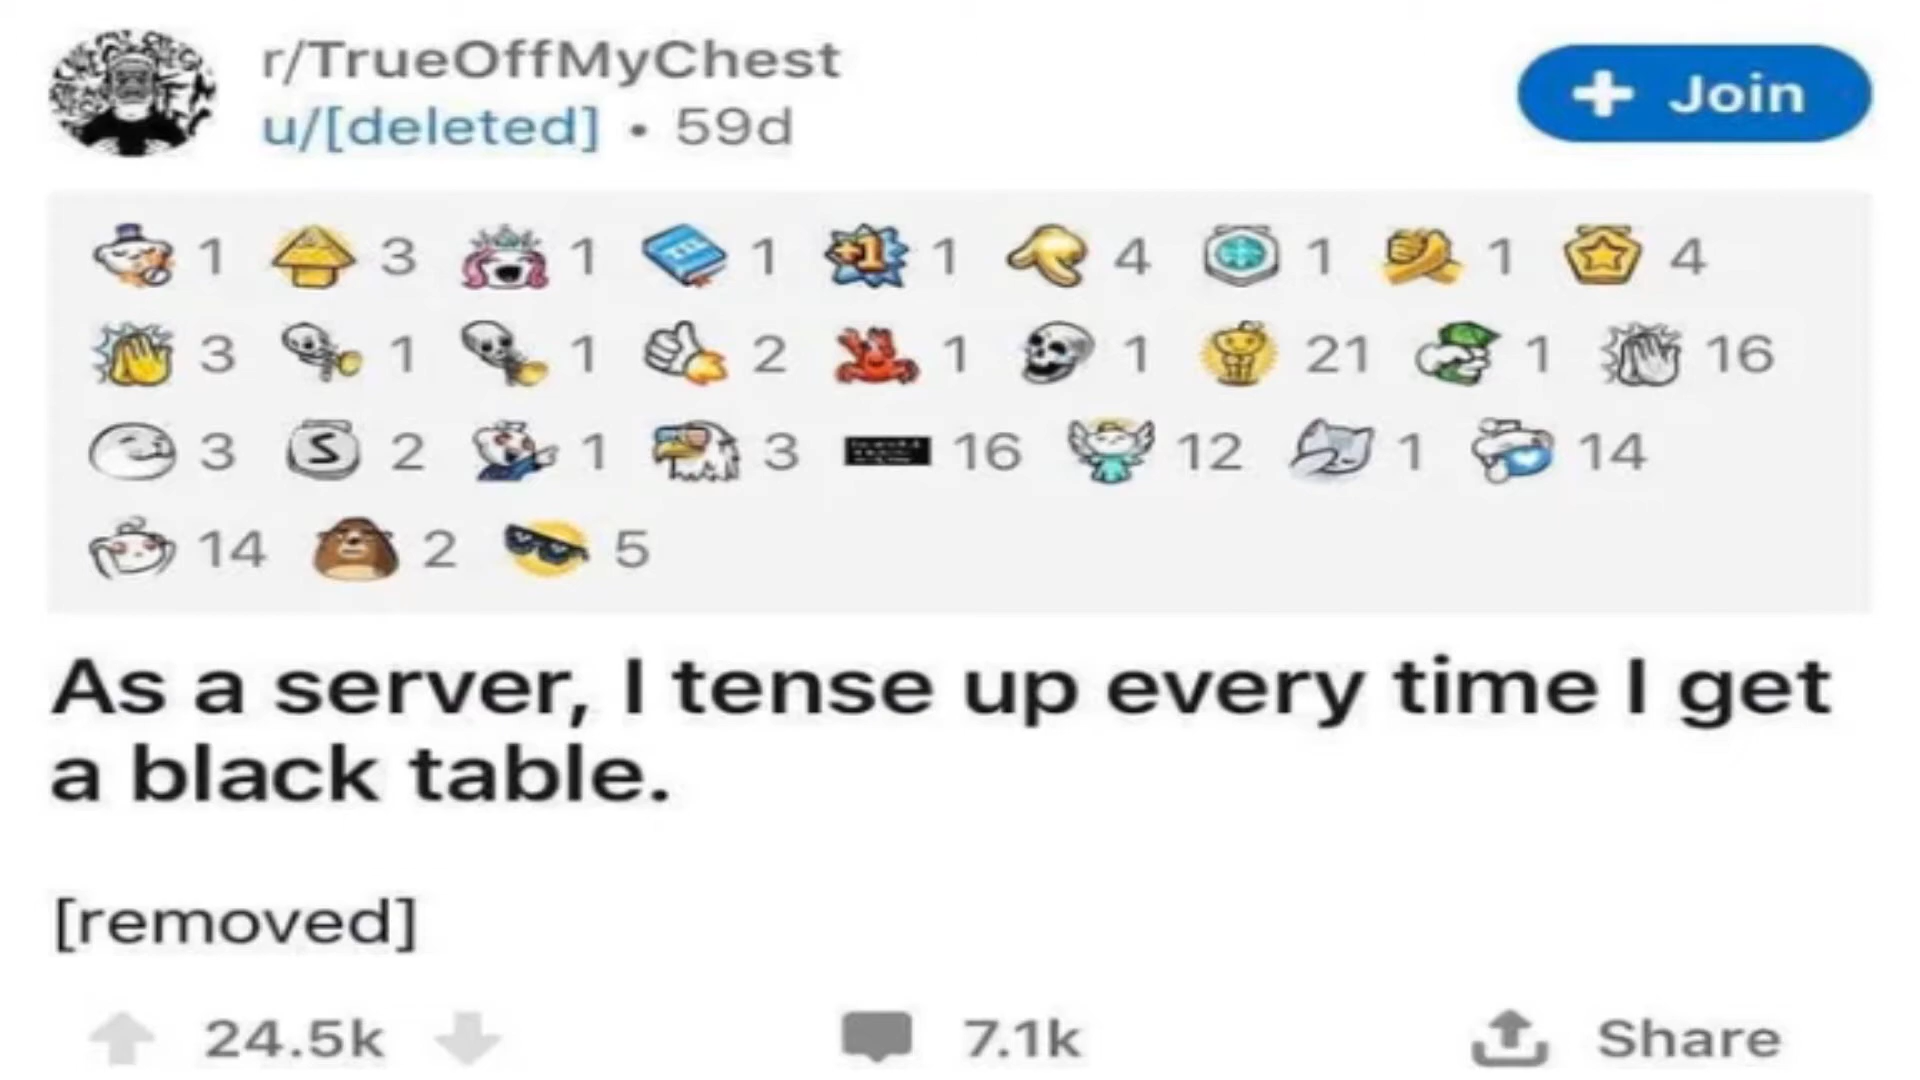 r/TrueOffMyChest
u/[deleted] • 59d
+ Join
1 3 1 TIL 1 +1 1 4 1 1 4
3 1 1 2 1 1 21 1 16
3 S 2 1 3 16 12 1 14
14 2 5
As a server, I tense up every time I get
a black table.
[removed]
24.5k 7.1k Share